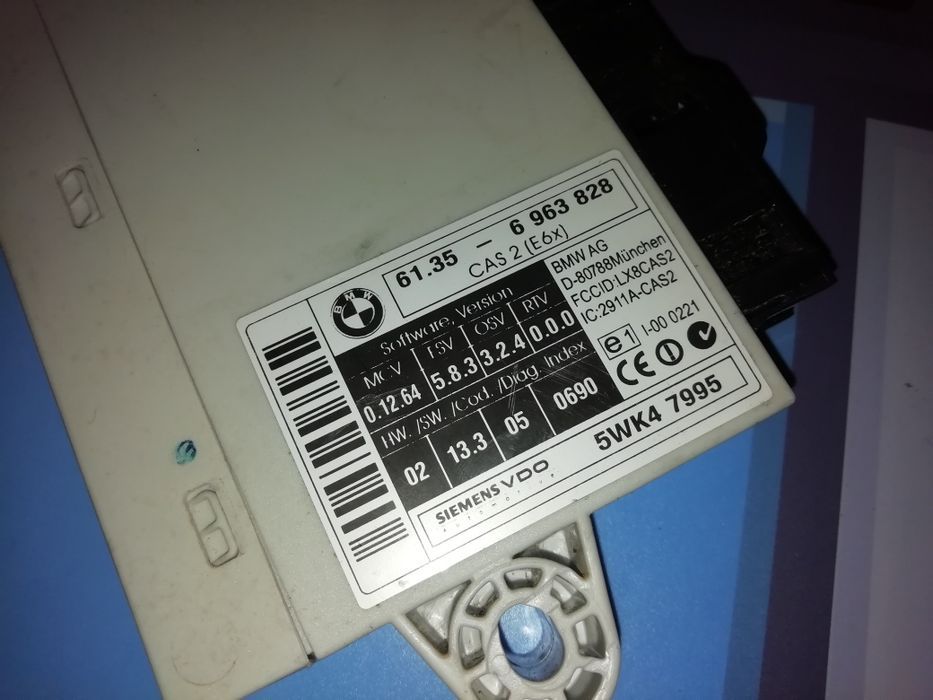 BMW
61.35 – 6 963 828
CAS 2 (E6x)
Software, Version
MCV FSV OSV RTV
0.12.64 5.8.3 3.2.4 0.0.0
HW. /SW. /Cod. /Diag. Index
02 13.3 05 0690
BMW AG
D-80788München
FCCID:LX8CAS2
IC:2911A-CAS2
e1 I-00 0221
CE
SIEMENS VDO
AUTOMOTIVE
5WK4 7995